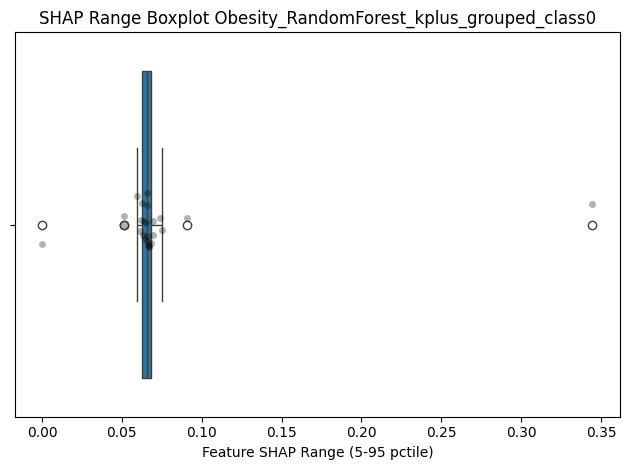 SHAP Range Boxplot Obesity_RandomForest_kplus_grouped_class0
0.00 0.05 0.10 0.15 0.20 0.25 0.30 0.35
Feature SHAP Range (5-95 pctile)